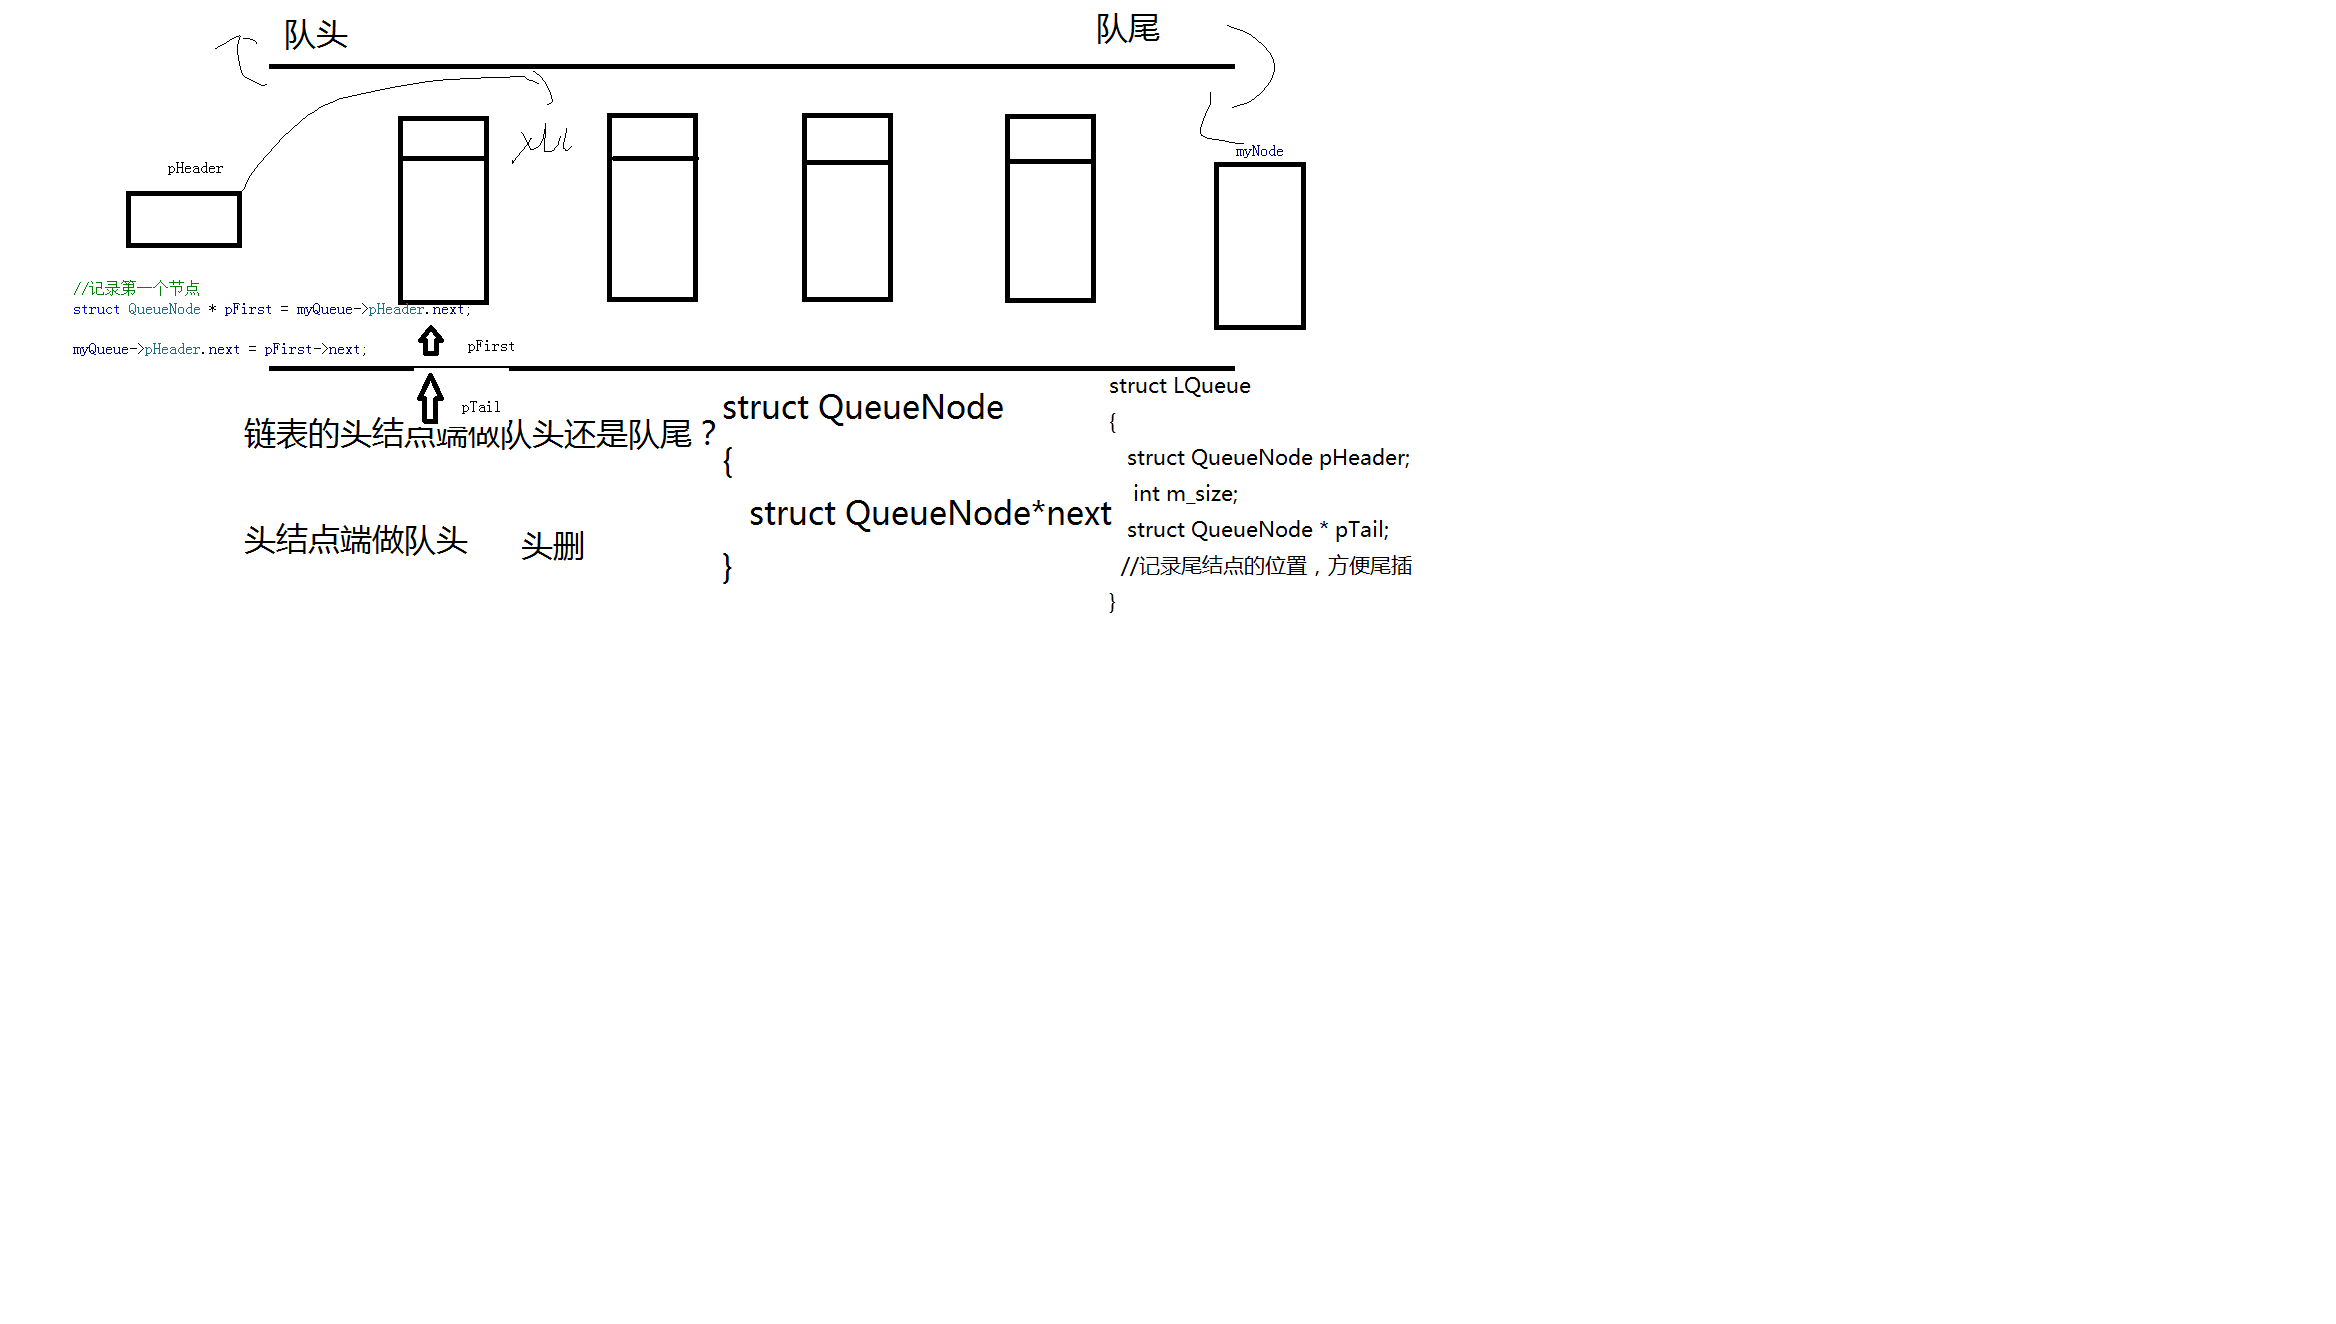 队头
队尾
pHeader
myNode
//记录第一个节点
struct QueueNode * pFirst = myQueue->pHeader.next;
myQueue->pHeader.next = pFirst->next;
pFirst
pTail
链表的头结点端做队头还是队尾？
头结点端做队头
头删
struct QueueNode
{
struct QueueNode*next
}
struct LQueue
{
struct QueueNode pHeader;
int m_size;
struct QueueNode * pTail;
//记录尾结点的位置，方便尾插
}